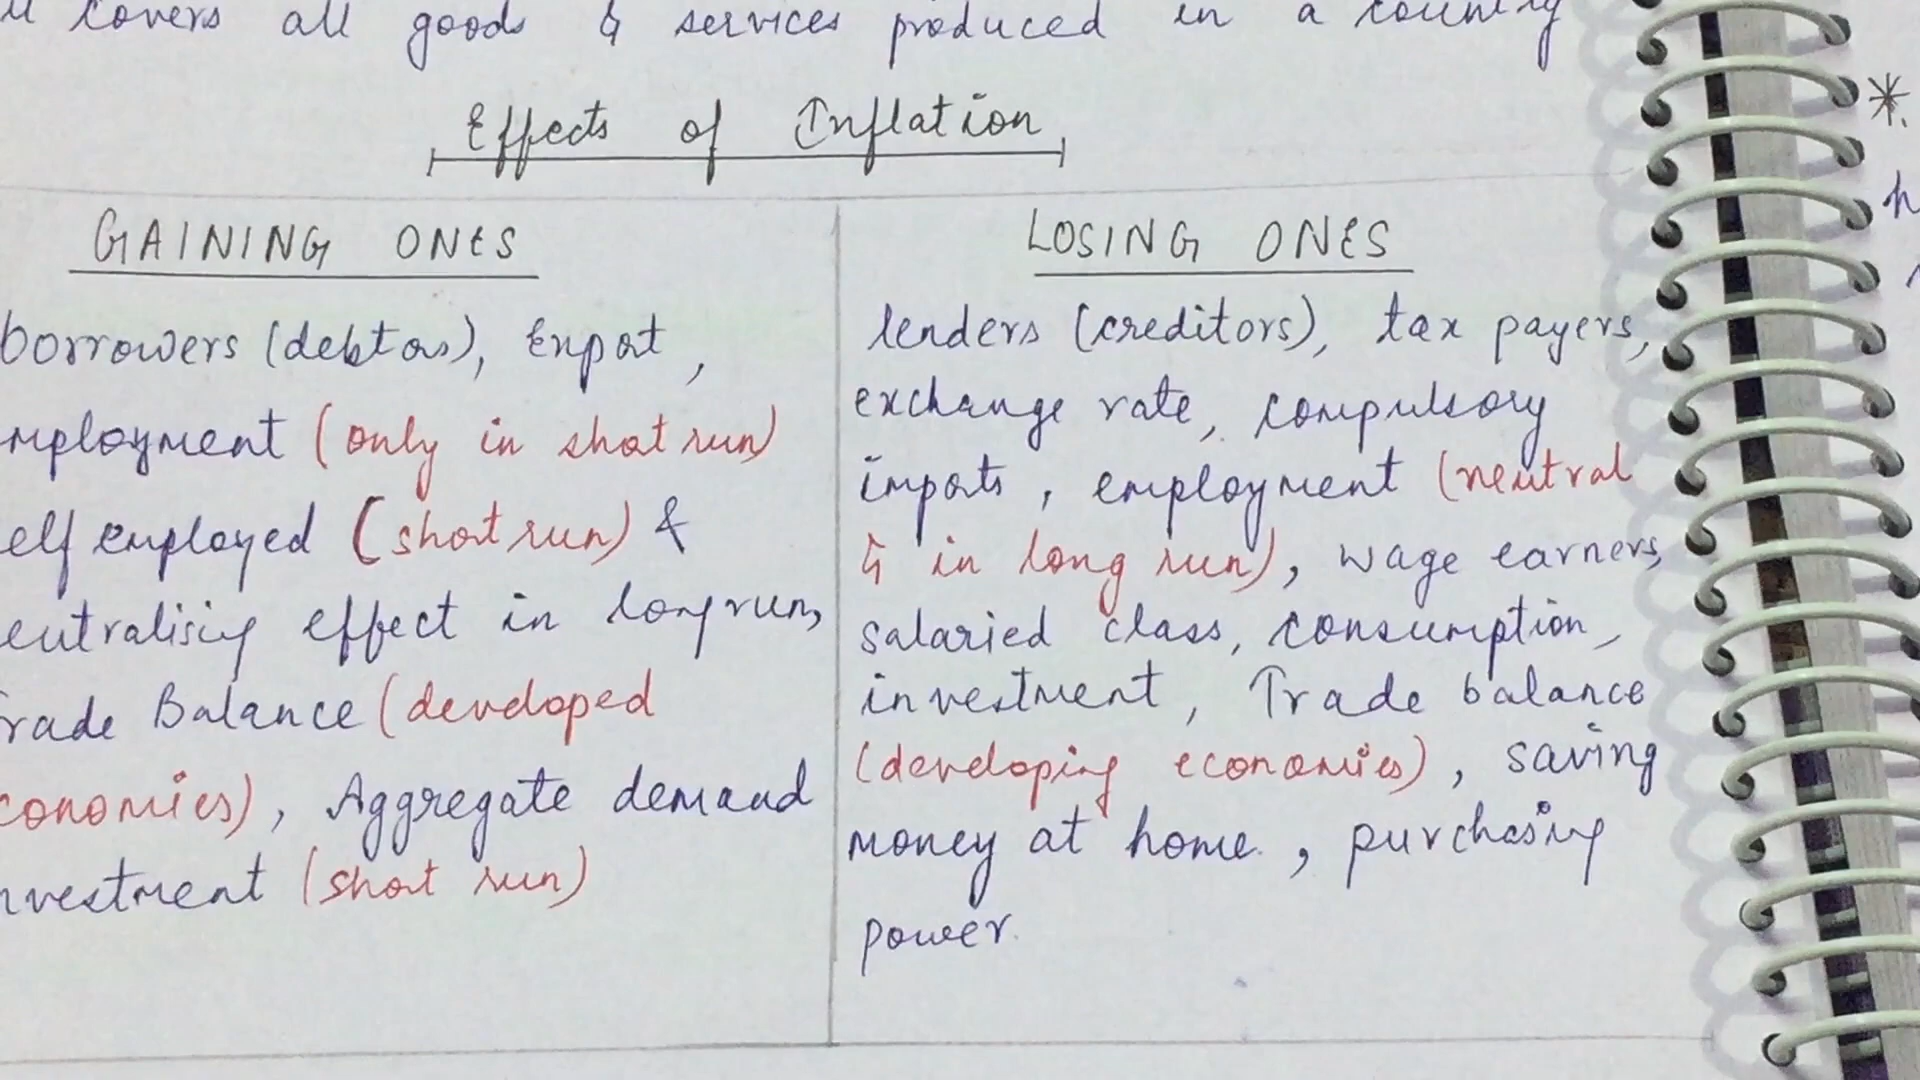 covers all goods & services produced in a country
Effects of Inflation
GAINING ONES
borrowers (debtors), Export,
mployment (only in short run)
elf employed (short run) &
eutralising effect in long run,
rade Balance (developed
conomies), Aggregate demand
nvestment (short run)
LOSING ONES
lenders (creditors), tax payers,
exchange rate, compulsory
imports, employment (neutral
in long run), wage earners,
salaried class, consumption,
investment, Trade balance
(developing economies), saving
money at home, purchasing
power.
*